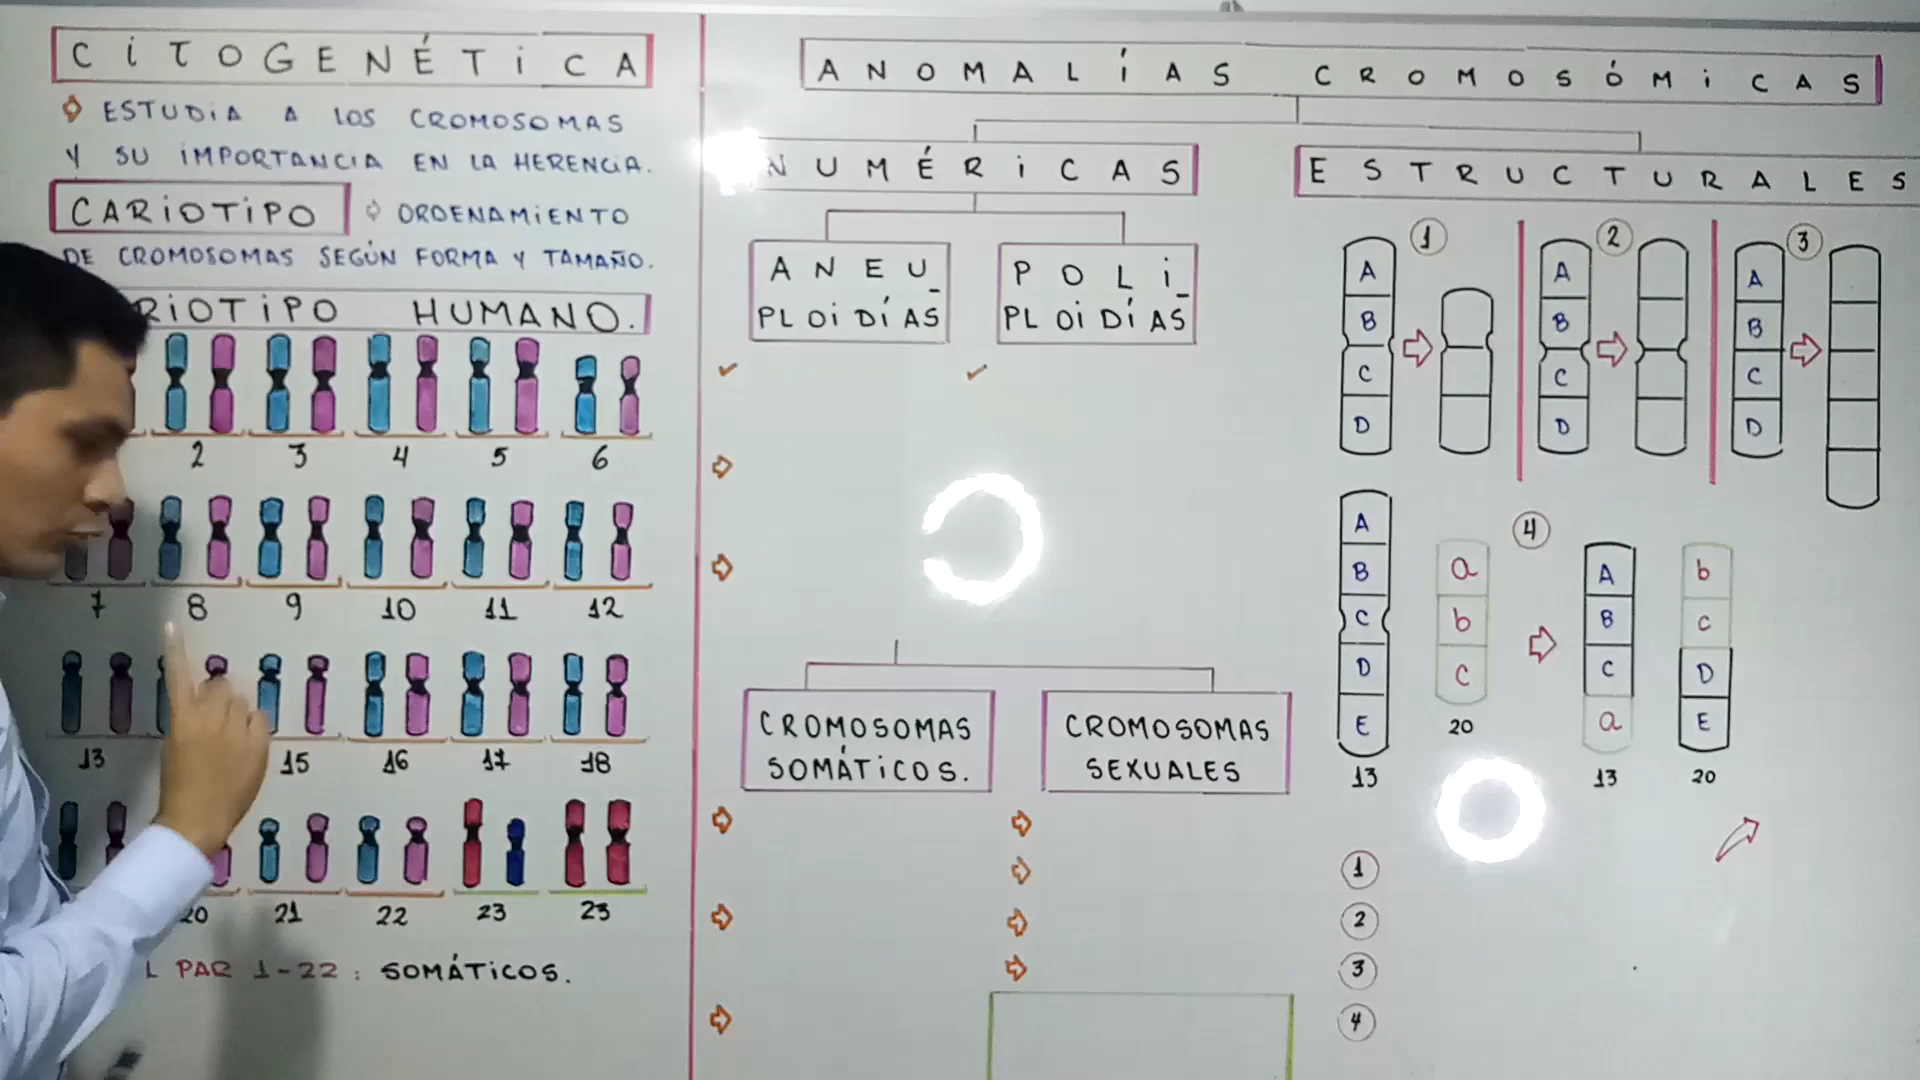 CiTOGENÉTiCA
ESTUDiA A LOS CROMOSOMAS
Y SU iMPORTANCiA EN LA HERENCiA.
CARiOTiPO ORDENAMiENTO
DE CROMOSOMAS SEGÚN FORMA Y TAMAÑO.
RiOTiPO HUMANO.
2 3 4 5 6
7 8 9 10 11 12
13 15 16 17 18
20 21 22 23 23
L PAR 1-22: SOMÁTiCOS.
ANOMALÍAS CROMOSÓMiCAS
NUMÉRiCAS
ANEU_
PLOiDÍAS
POLi_
PLOiDÍAS
CROMOSOMAS
SOMÁTiCOS.
CROMOSOMAS
SEXUALES
ESTRUCTURALES
1 2 3
A A A
B B B
C C C
D D D
4
A
B
C
D
E
13
a
b
c
20
A
B
C
a
13
b
c
D
E
20
1
2
3
4